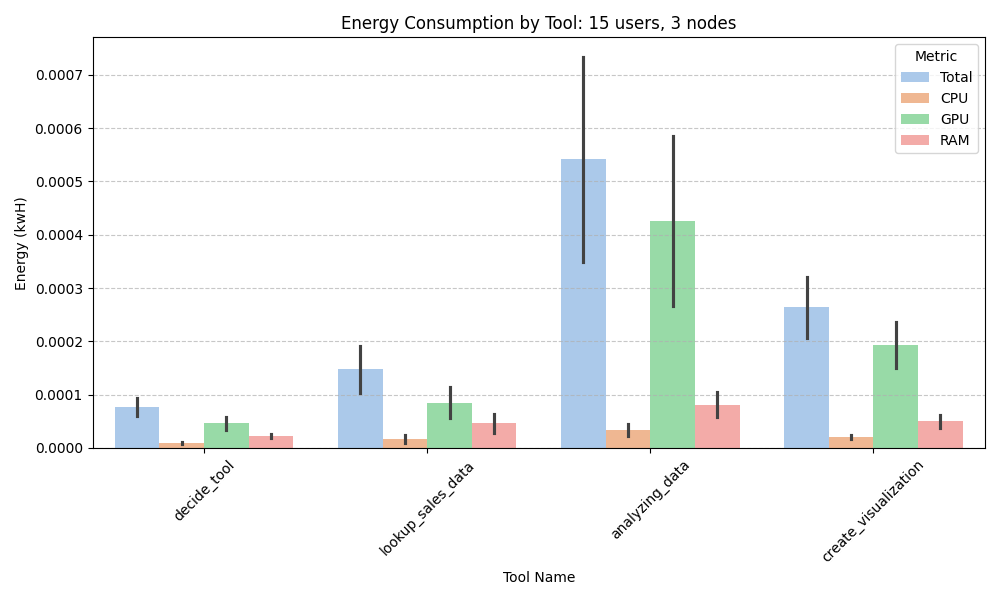 Energy Consumption by Tool: 15 users, 3 nodes
Metric
Total
CPU
GPU
RAM
Energy (kwH)
0.0007
0.0006
0.0005
0.0004
0.0003
0.0002
0.0001
0.0000
decide_tool
lookup_sales_data
analyzing_data
create_visualization
Tool Name